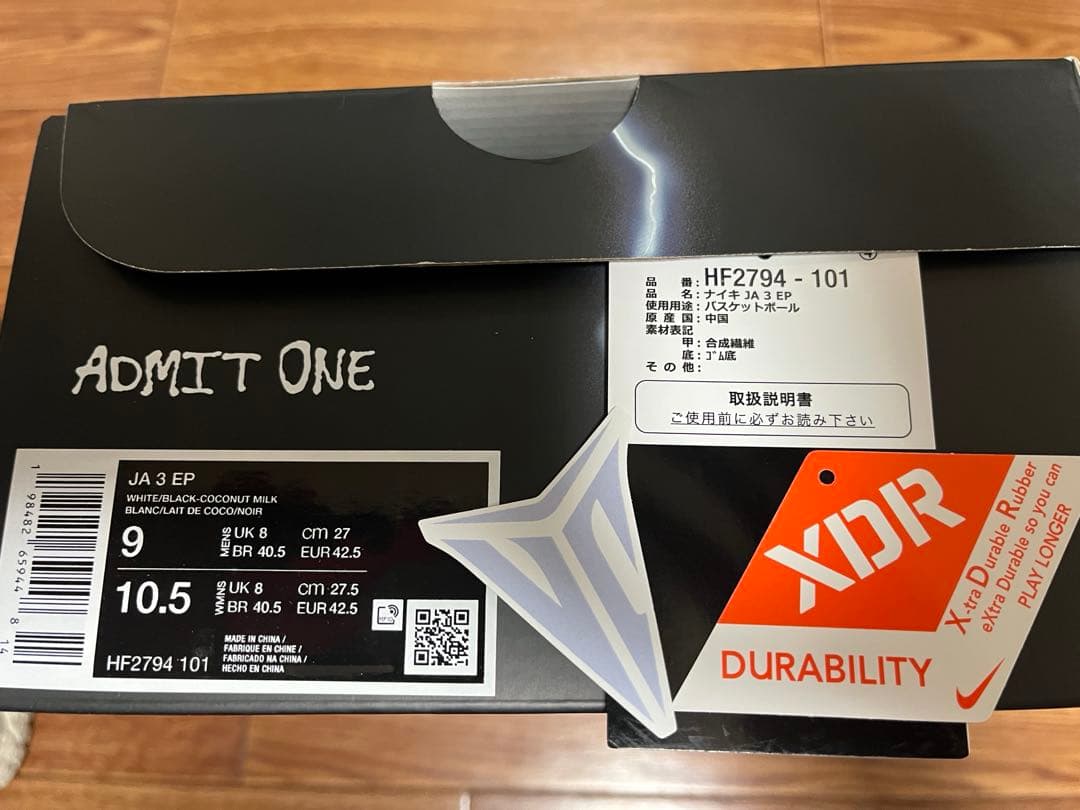 ADMIT ONE
④
品 番 : HF2794 - 101
品 名 : ナイキ JA 3 EP
使用用途 : バスケットボール
原 産 国 : 中国
素材表記
甲 : 合成繊維
底 : ｺﾞﾑ底
そ の 他 :
取扱説明書
ご使用前に必ずお読み下さい
1 98482 65944 8 14
JA 3 EP
WHITE/BLACK-COCONUT MILK
BLANC/LAIT DE COCO/NOIR
9 MENS UK 8 CM 27
BR 40.5 EUR 42.5
10.5 WMNS UK 8 CM 27.5
BR 40.5 EUR 42.5
HF2794 101
MADE IN CHINA /
FABRIQUE EN CHINE /
FABRICADO NA CHINA /
HECHO EN CHINA
XDR
DURABILITY
X-tra Durable Rubber
eXtra Durable so you can
PLAY LONGER